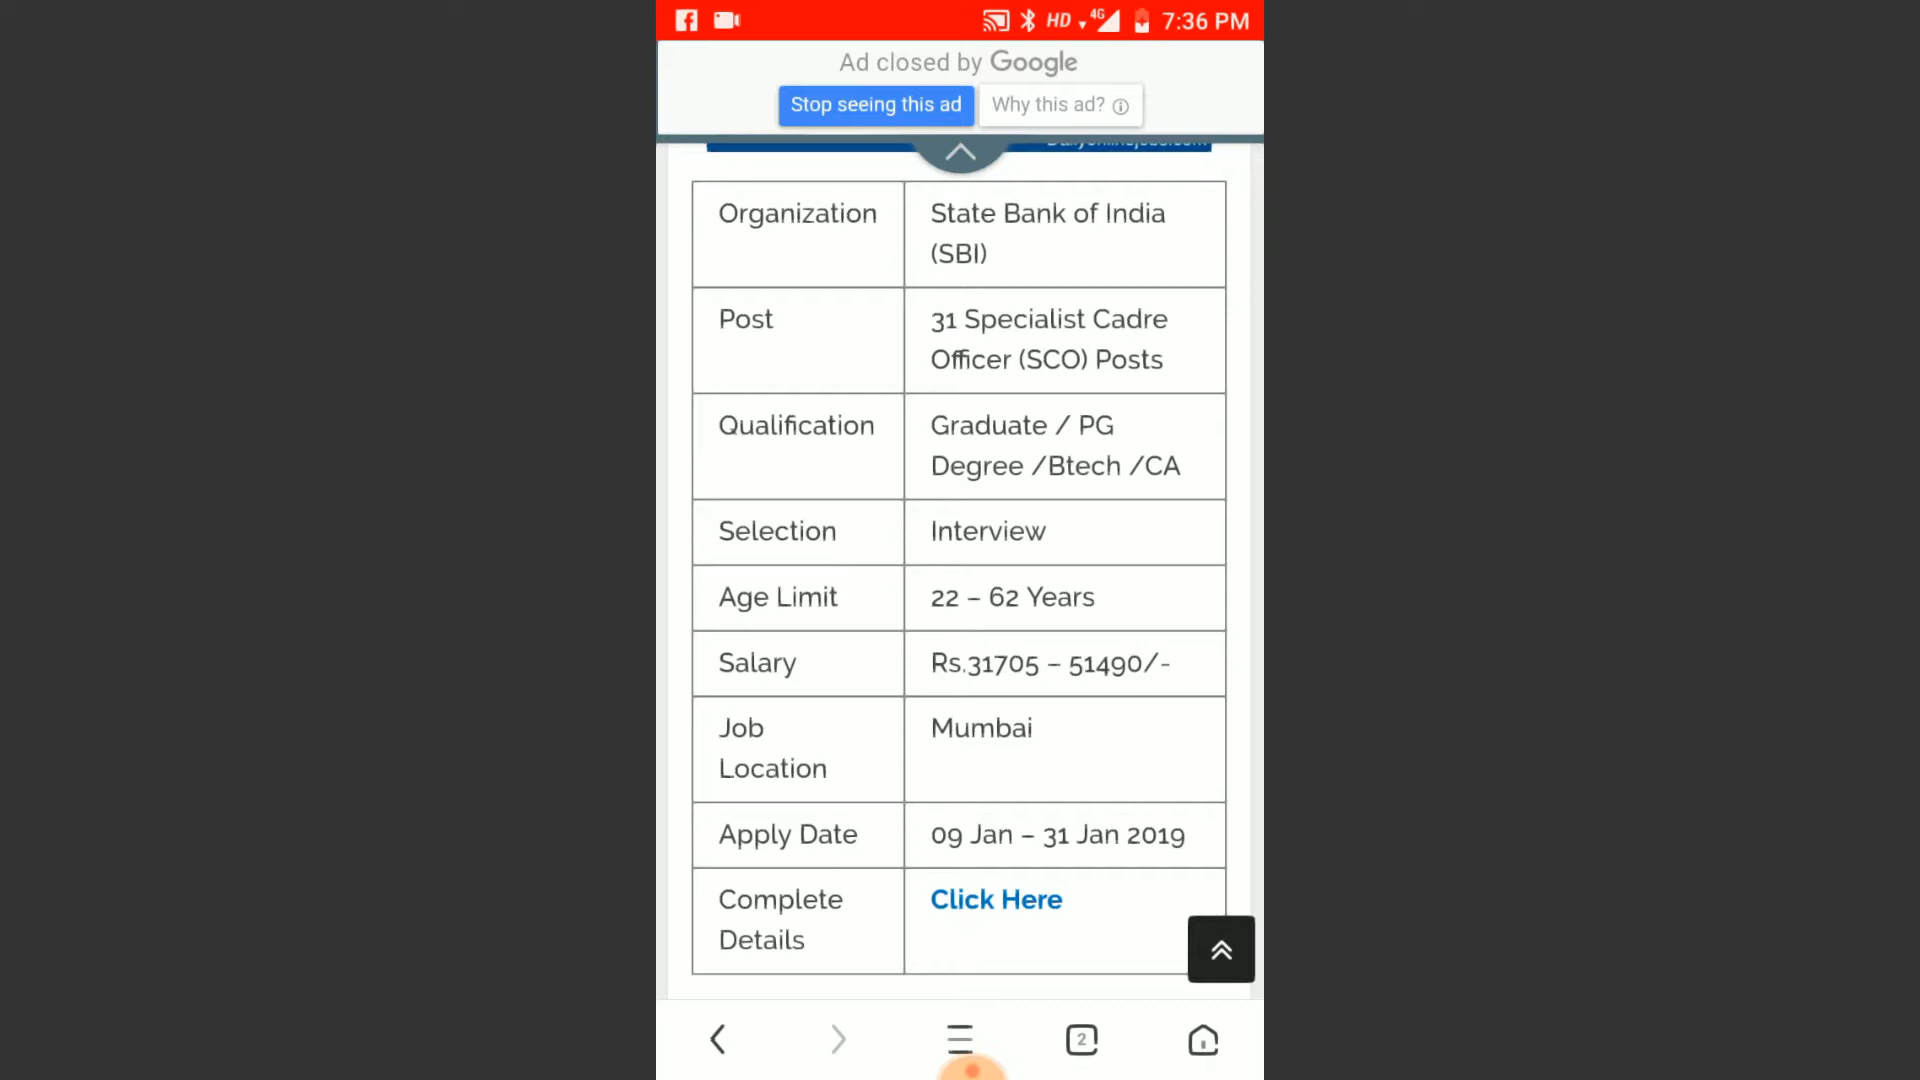 HD 4G 7:36 PM
Ad closed by Google
Stop seeing this ad Why this ad?
Organization State Bank of India
(SBI)
Post 31 Specialist Cadre
Officer (SCO) Posts
Qualification Graduate / PG
Degree /Btech /CA
Selection Interview
Age Limit 22 – 62 Years
Salary Rs.31705 – 51490/-
Job Mumbai
Location
Apply Date 09 Jan – 31 Jan 2019
Complete Click Here
Details
2